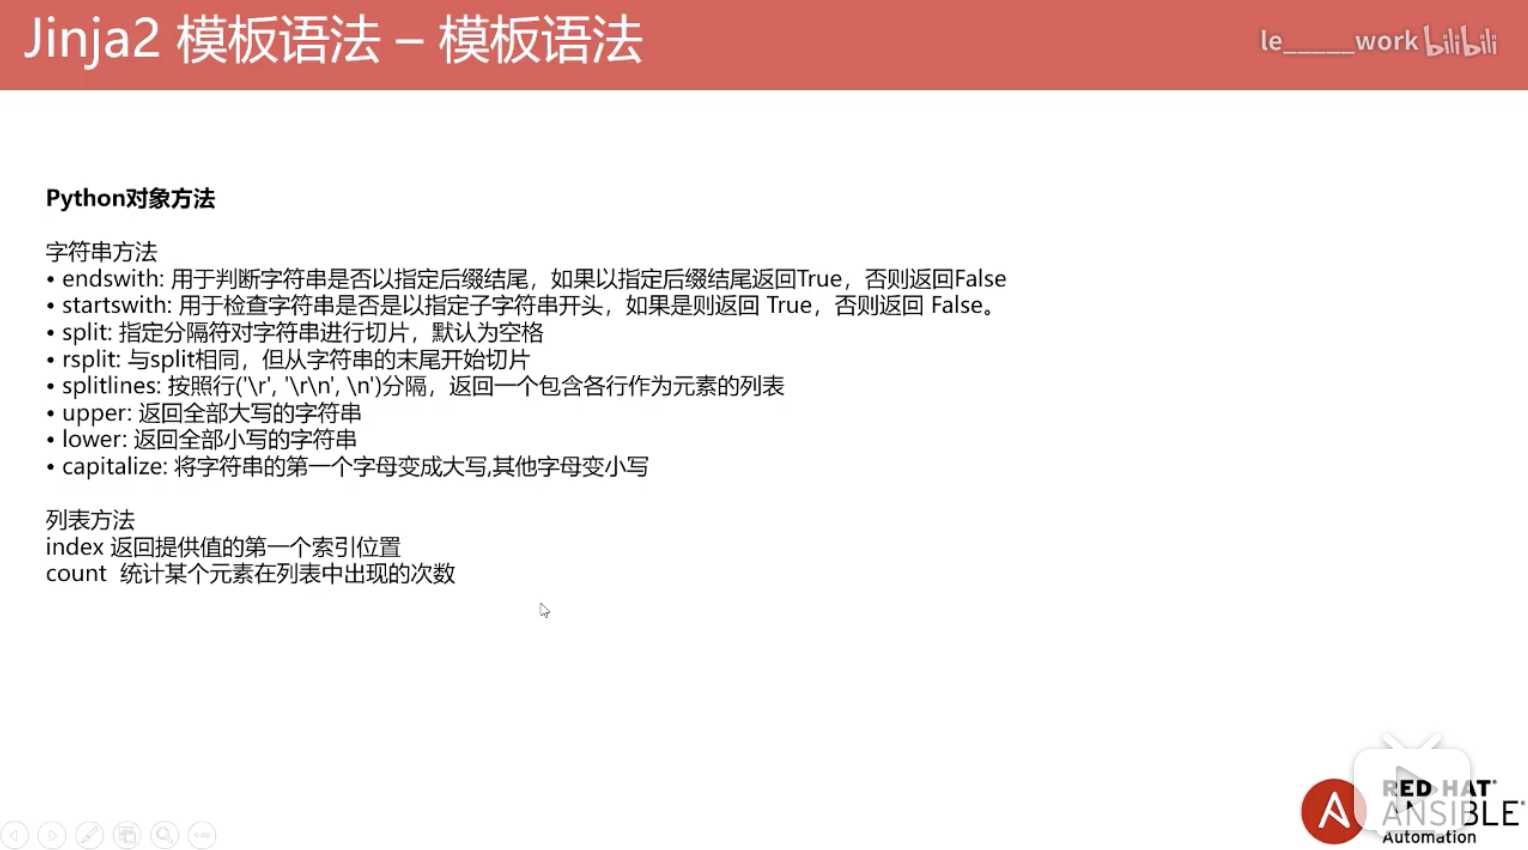 Jinja2 模板语法 – 模板语法
le_____work bilibili
Python对象方法
字符串方法
• endswith: 用于判断字符串是否以指定后缀结尾，如果以指定后缀结尾返回True，否则返回False
• startswith: 用于检查字符串是否是以指定子字符串开头，如果是则返回 True，否则返回 False。
• split: 指定分隔符对字符串进行切片，默认为空格
• rsplit: 与split相同，但从字符串的末尾开始切片
• splitlines: 按照行('\r', '\r\n', \n')分隔，返回一个包含各行作为元素的列表
• upper: 返回全部大写的字符串
• lower: 返回全部小写的字符串
• capitalize: 将字符串的第一个字母变成大写,其他字母变小写
列表方法
index 返回提供值的第一个索引位置
count 统计某个元素在列表中出现的次数
RED HAT
ANSIBLE
Automation